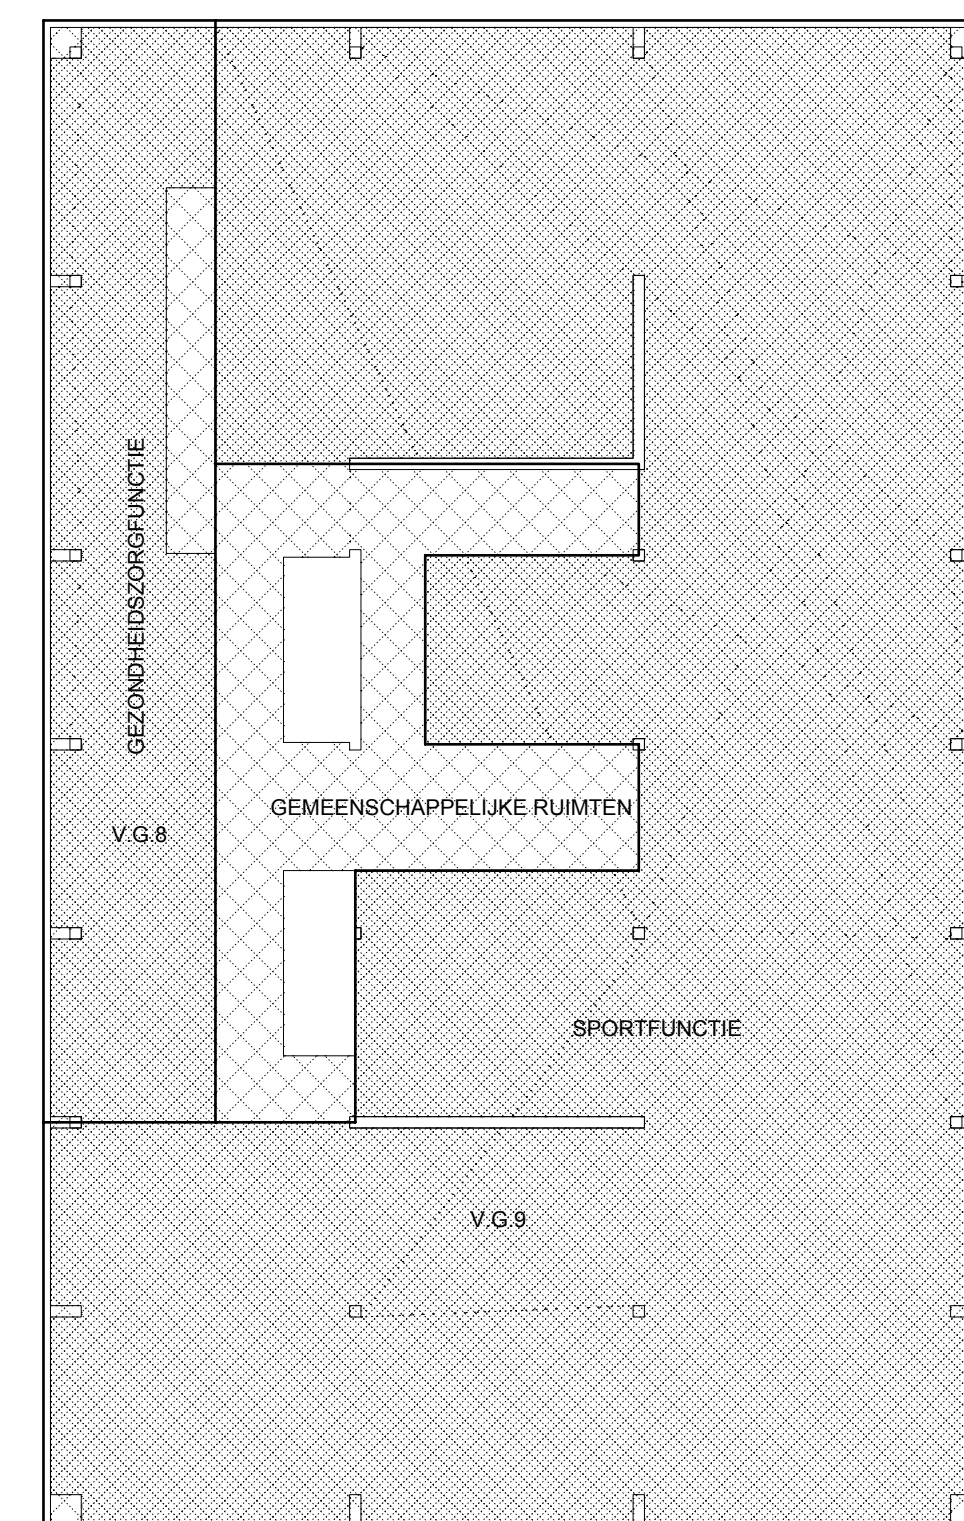 GEZONDHEIDSZORGFUNCTIE
GEMEENSCHAPPELIJKE RUIMTEN
V.G.8
SPORTFUNCTIE
V.G.9